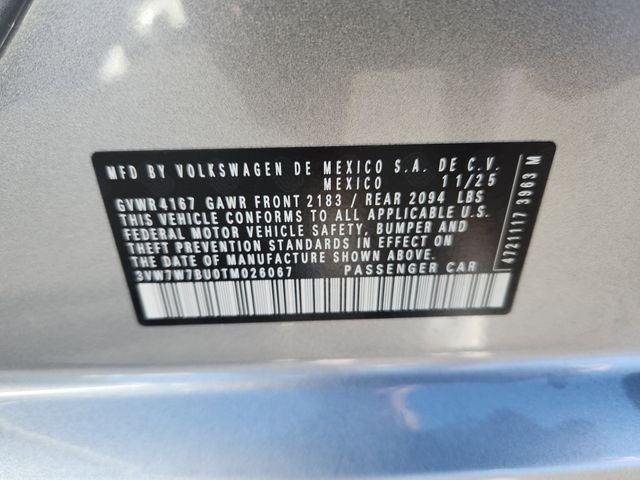 MFD BY VOLKSWAGEN DE MEXICO S.A. DE C.V.
MEXICO 11/25
GVWR4167 GAWR FRONT 2183 / REAR 2094 LBS
THIS VEHICLE CONFORMS TO ALL APPLICABLE U.S.
FEDERAL MOTOR VEHICLE SAFETY, BUMPER AND
THEFT PREVENTION STANDARDS IN EFFECT ON
THE DATE OF MANUFACTURE SHOWN ABOVE.
3VW7W7BU0TM026067 PASSENGER CAR
4721117 3963 M